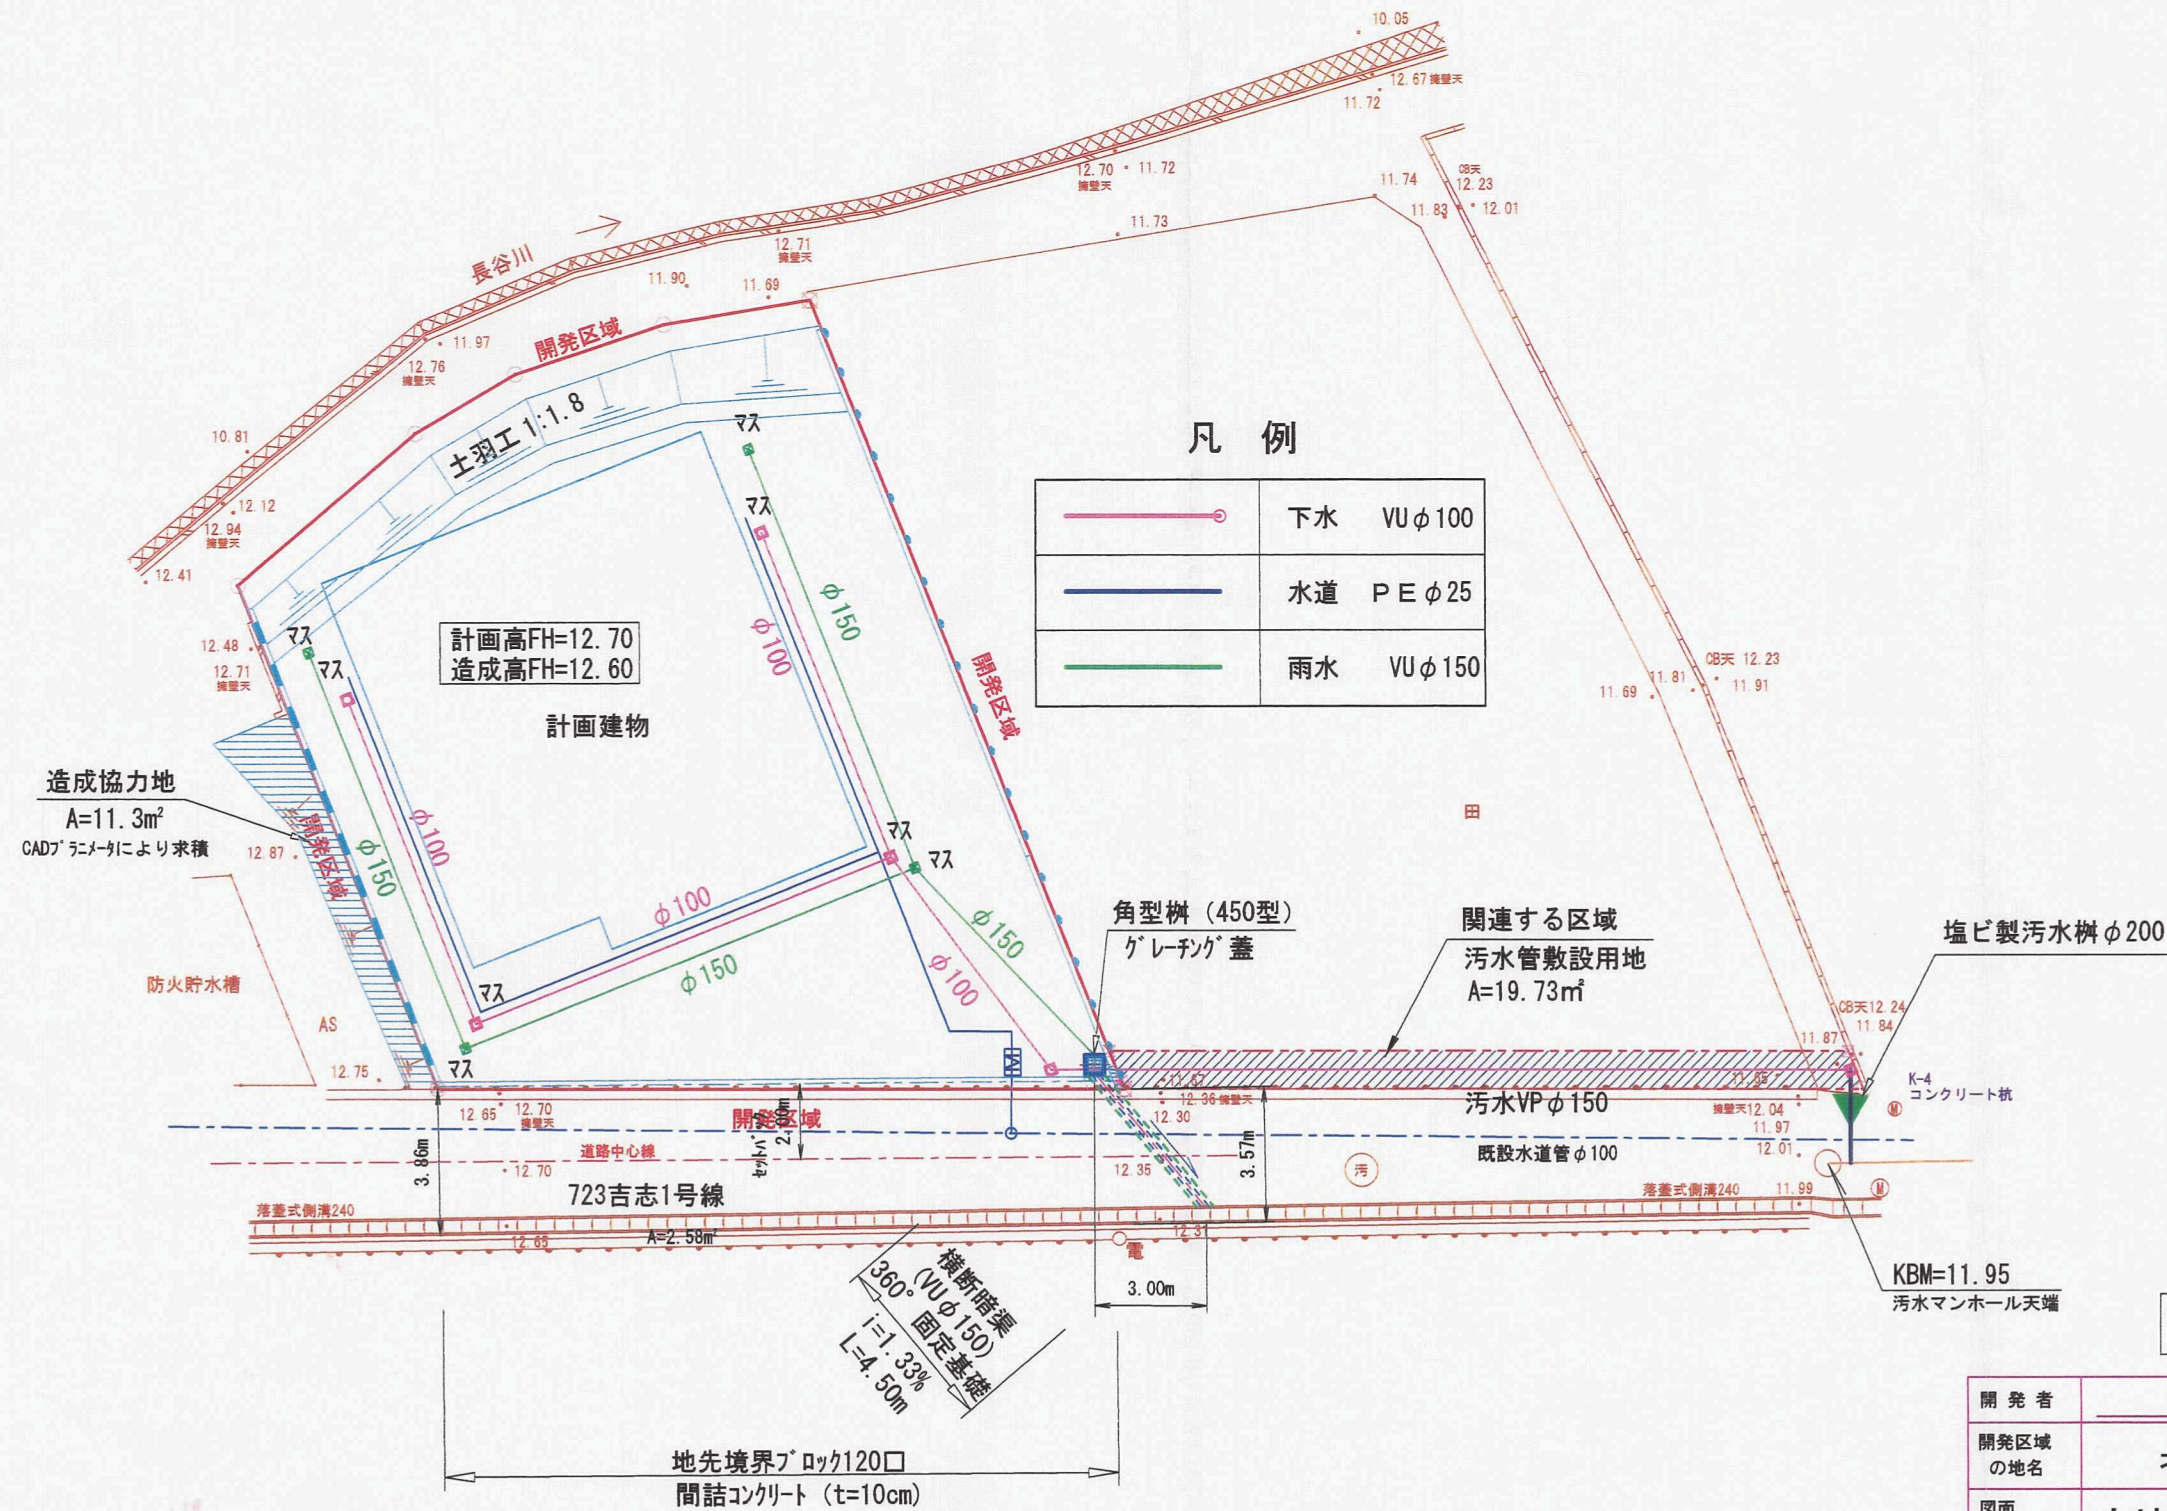 10.05
12.67擁壁天
11.72
12.70
擁壁天
11.72
11.74
CB天
12.23
11.83
12.01
11.73
長谷川
12.71
擁壁天
11.90
11.69
開発区域
11.97
12.76
擁壁天
土羽工 1:1.8
10.81
12.12
12.94
擁壁天
12.41
マス
マス
凡 例
下水 VUφ100
水道 PEφ25
雨水 VUφ150
φ150
φ100
計画高FH=12.70
造成高FH=12.60
計画建物
マス
マス
12.48
12.71
擁壁天
開発区域
CB天 12.23
11.81
11.91
11.69
田
造成協力地
A=11.3m²
CADプラニメータにより求積
開発区域
12.87
φ150
φ100
マス
マス
φ100
φ150
φ150
φ100
角型桝（450型）
グレーチング蓋
関連する区域
汚水管敷設用地
A=19.73㎡
塩ビ製汚水桝φ200
防火貯水槽
AS
12.75
マス
マス
M
CB天12.24
11.84
11.87
K-4
コンクリート杭
12.65
12.70
擁壁天
開発区域
セットバック
2.00m
12.36擁壁天
12.30
汚水VPφ150
擁壁天12.04
11.97
M
3.86m
道路中心線
12.70
12.35
3.57m
汚
既設水道管φ100
12.01
723吉志1号線
落蓋式側溝240
落蓋式側溝240
11.99
M
12.65
A=2.58m²
12.31
電
横断暗渠
(VUφ150)
360° 固定基礎
i=1.33%
L=4.50m
3.00m
KBM=11.95
汚水マンホール天端
地先境界ブロック120口
間詰コンクリート（t=10cm）
開発者
開発区域
の地名
図面